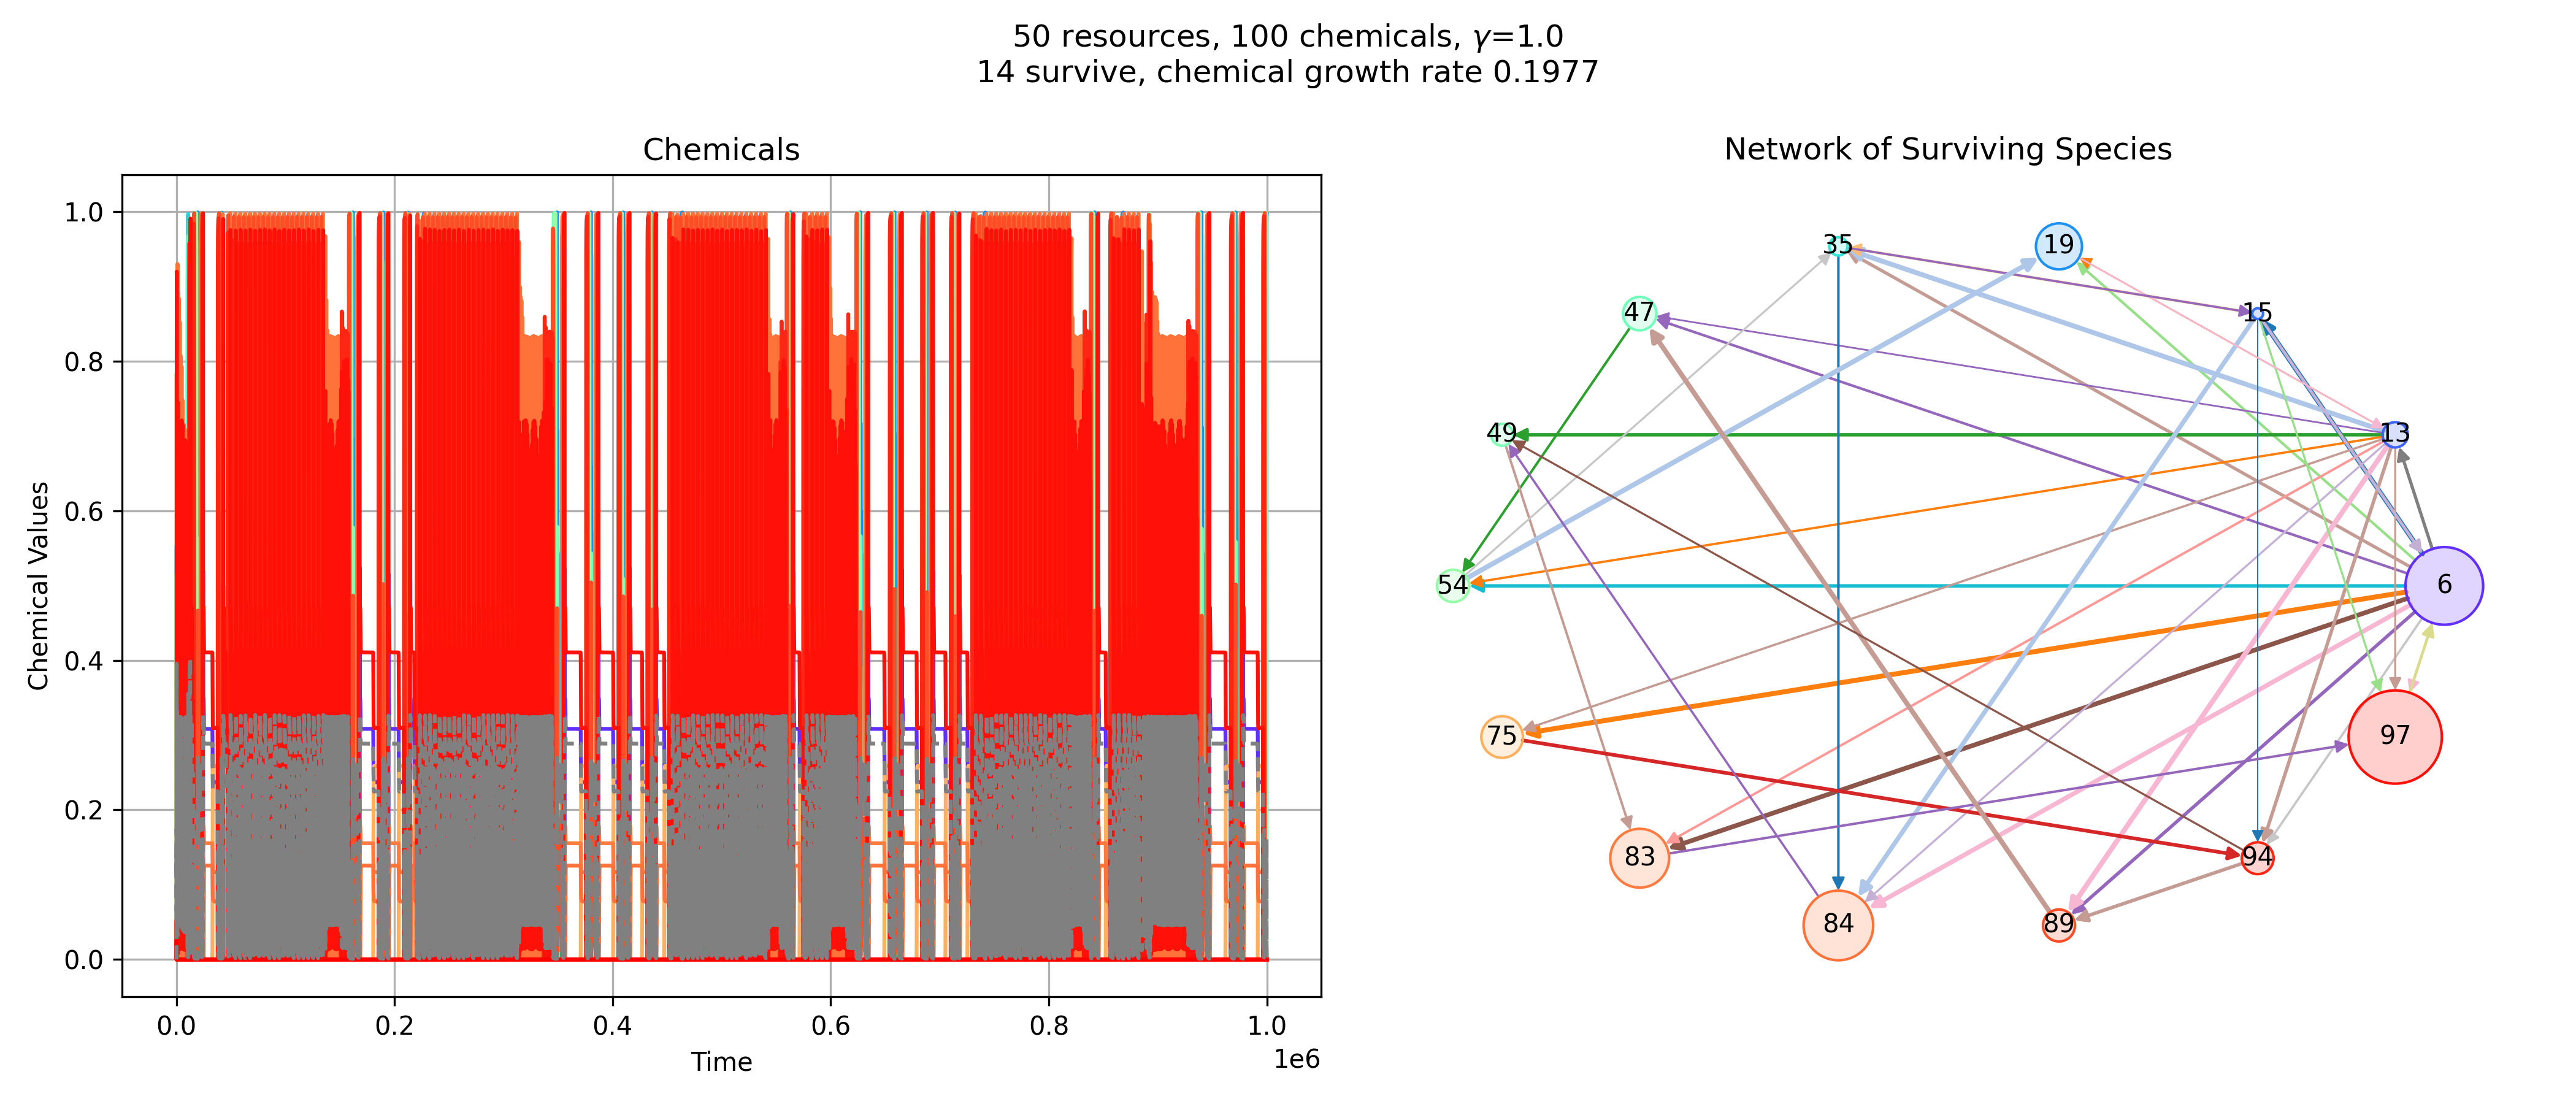 50 resources, 100 chemicals, γ=1.0
14 survive, chemical growth rate 0.1977
Chemicals
Chemical Values
1.0
0.8
0.6
0.4
0.2
0.0
0.0 0.2 0.4 0.6 0.8 1.0
1e6
Time
Network of Surviving Species
35
19
47
15
49
13
54
6
75
97
83
94
84
89